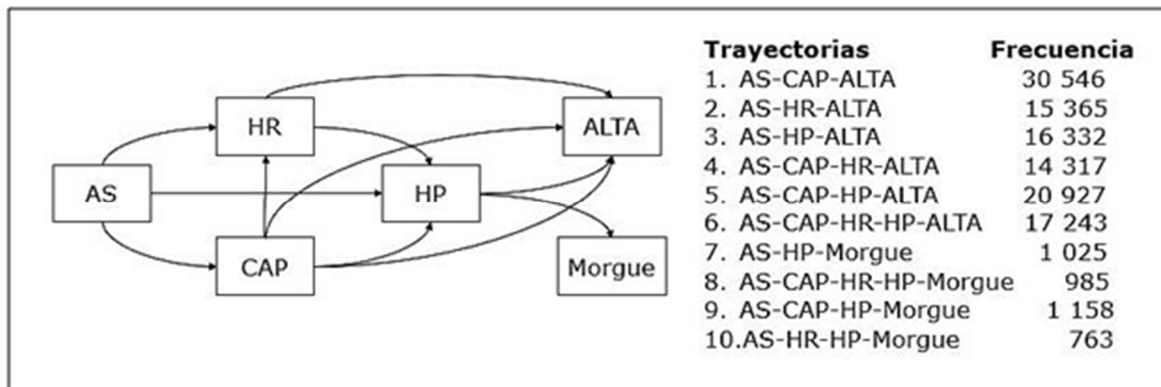 HR
ALTA
AS
HP
CAP
Morgue
Trayectorias Frecuencia
1. AS-CAP-ALTA 30 546
2. AS-HR-ALTA 15 365
3. AS-HP-ALTA 16 332
4. AS-CAP-HR-ALTA 14 317
5. AS-CAP-HP-ALTA 20 927
6. AS-CAP-HR-HP-ALTA 17 243
7. AS-HP-Morgue 1 025
8. AS-CAP-HR-HP-Morgue 985
9. AS-CAP-HP-Morgue 1 158
10.AS-HR-HP-Morgue 763